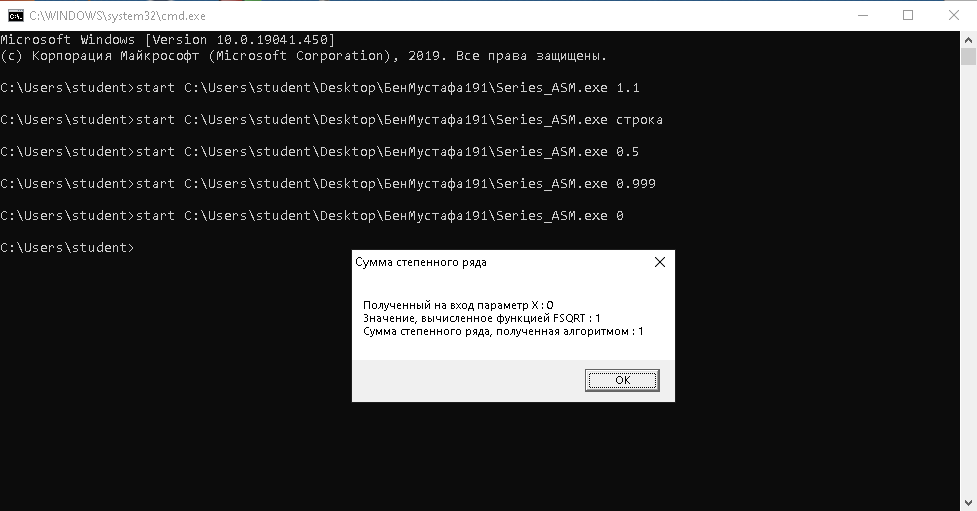 C:\WINDOWS\system32\cmd.exe
Microsoft Windows [Version 10.0.19041.450]
(c) Корпорация Майкрософт (Microsoft Corporation), 2019. Все права защищены.
C:\Users\student>start C:\Users\student\Desktop\БенМустафа191\Series_ASM.exe 1.1
C:\Users\student>start C:\Users\student\Desktop\БенМустафа191\Series_ASM.exe строка
C:\Users\student>start C:\Users\student\Desktop\БенМустафа191\Series_ASM.exe 0.5
C:\Users\student>start C:\Users\student\Desktop\БенМустафа191\Series_ASM.exe 0.999
C:\Users\student>start C:\Users\student\Desktop\БенМустафа191\Series_ASM.exe 0
C:\Users\student>
Сумма степенного ряда
Полученный на вход параметр X : 0
Значение, вычисленное функцией FSQRT : 1
Сумма степенного ряда, полученная алгоритмом : 1
OK